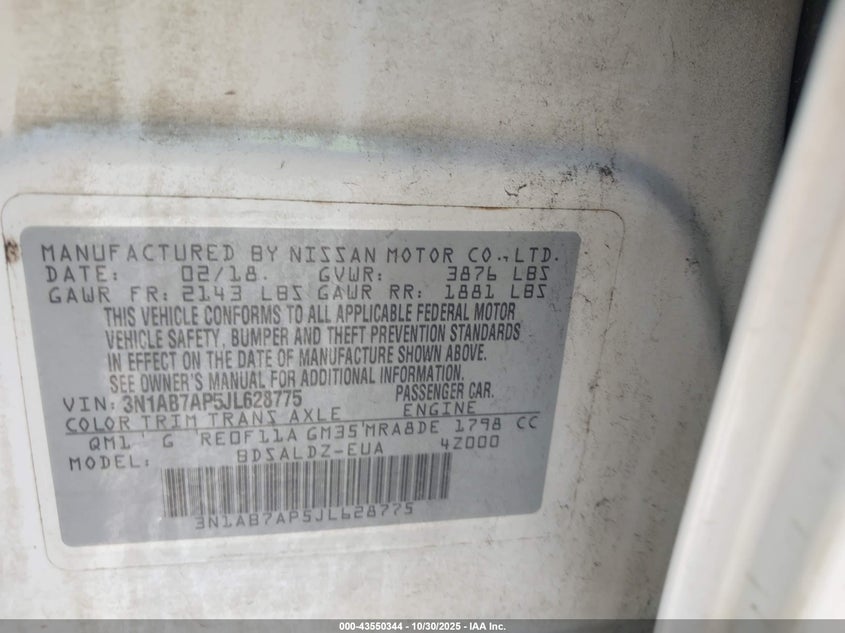 MANUFACTURED BY NISSAN MOTOR CO.,LTD.
DATE: 02/18. GVWR: 3876 LBS
GAWR FR: 2143 LBS GAWR RR: 1881 LBS
THIS VEHICLE CONFORMS TO ALL APPLICABLE FEDERAL MOTOR
VEHICLE SAFETY, BUMPER AND THEFT PREVENTION STANDARDS
IN EFFECT ON THE DATE OF MANUFACTURE SHOWN ABOVE.
SEE OWNER'S MANUAL FOR ADDITIONAL INFORMATION.
VIN: 3N1AB7AP5JL628775 PASSENGER CAR.
COLOR TRIM TRANS AXLE ENGINE
QM1 G RE0F11A GM35 MRA8DE 1798 CC
MODEL: BDSALDZ-EUA 4Z000
3N1AB7AP5JL628775
000-43550344 | 10/30/2025 - IAA Inc.